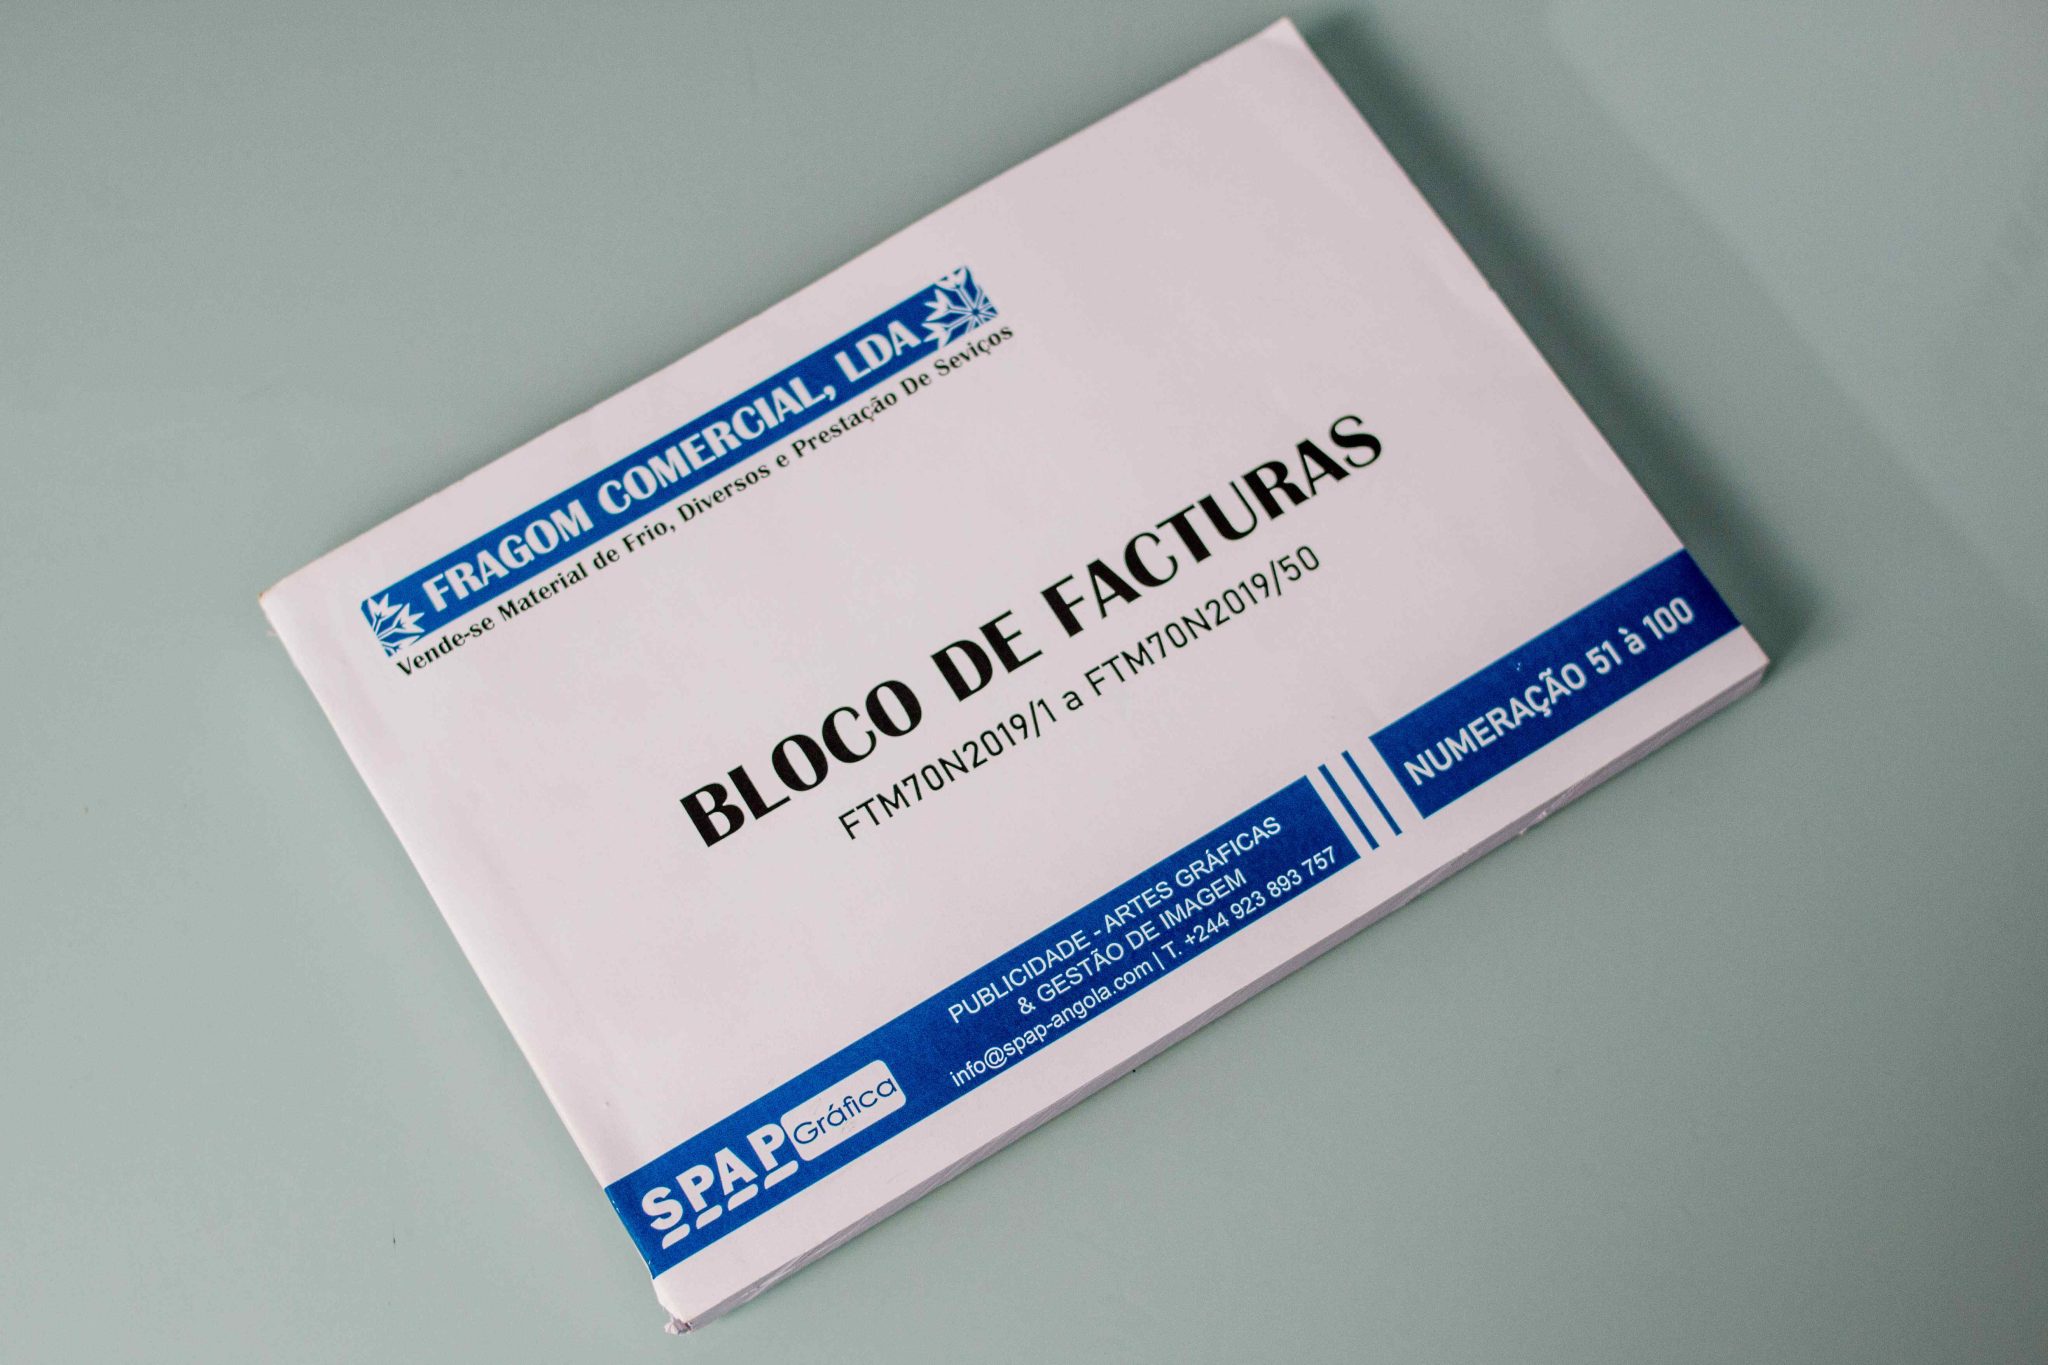 FRAGOM COMERCIAL, LDA
Vende-se Material de Frio, Diversos e Prestação De Seviços
BLOCO DE FACTURAS
FTM70N2019/1 a FTM70N2019/50
NUMERAÇÃO 51 à 100
PUBLICIDADE - ARTES GRÁFICAS
& GESTÃO DE IMAGEM
info@spap-angola.com | T. +244 923 893 757
SPAP Gráfica